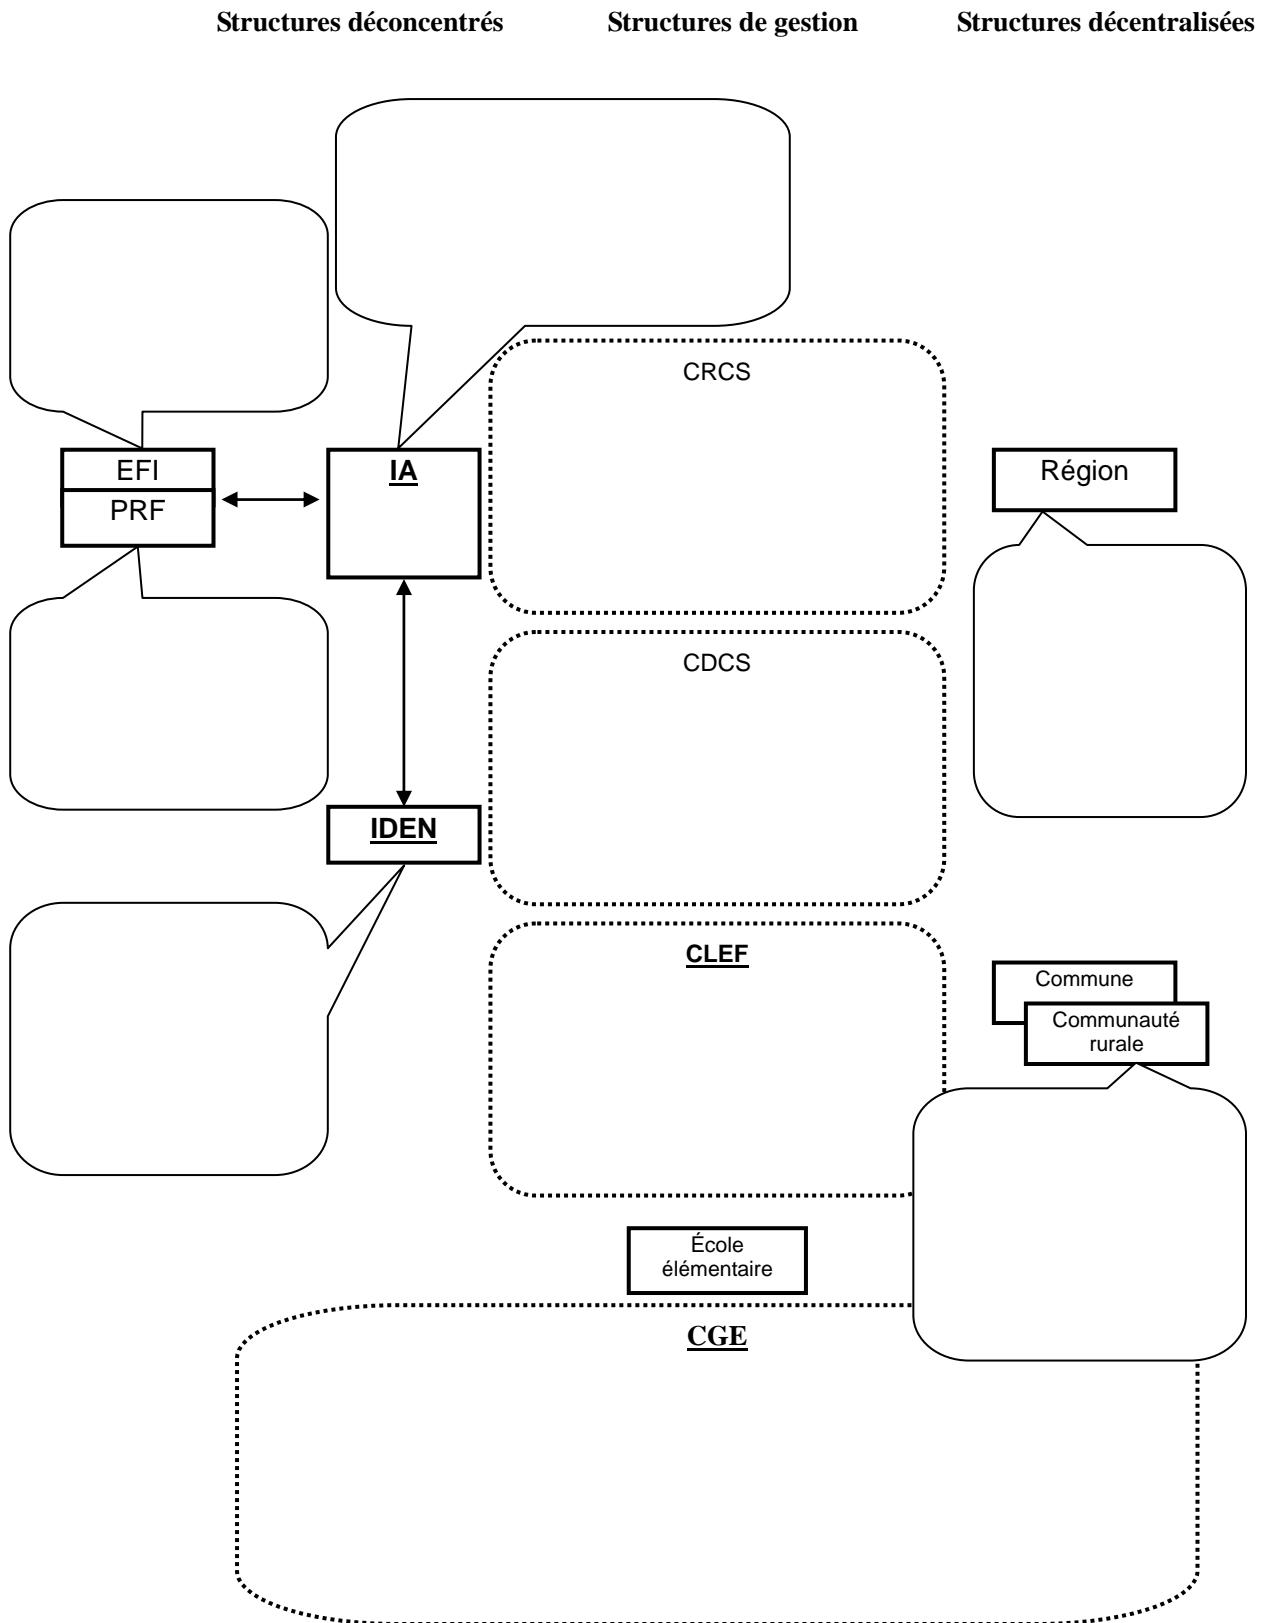 Structures déconcentrés
Structures de gestion
Structures décentralisées
CRCS
EFI
PRF
IA
Région
CDCS
IDEN
CLEF
Commune
Communauté
rurale
École
élémentaire
CGE